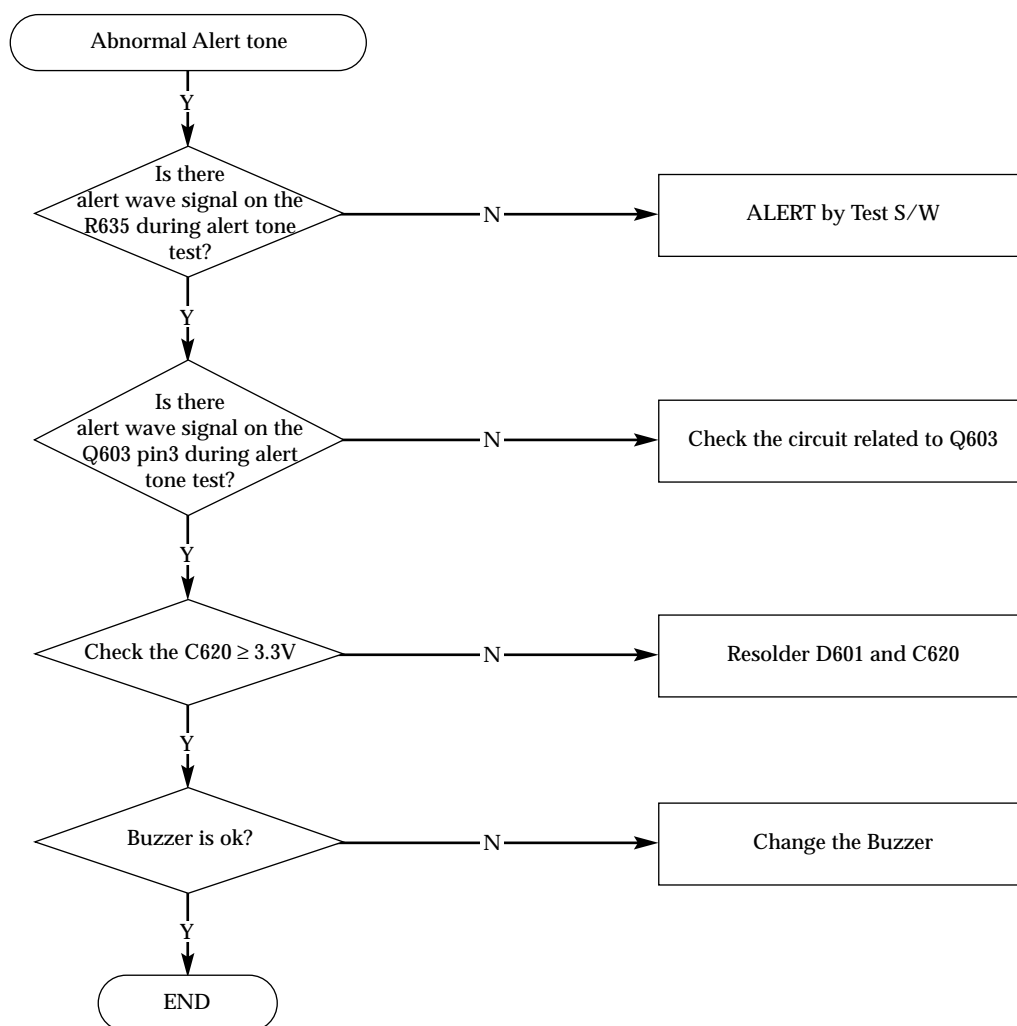 Abnormal Alert tone
Y
Is there
alert wave signal on the
R635 during alert tone
test?
N
ALERT by Test S/W
Y
Is there
alert wave signal on the
Q603 pin3 during alert
tone test?
N
Check the circuit related to Q603
Y
Check the C620 ≥ 3.3V
N
Resolder D601 and C620
Y
Buzzer is ok?
N
Change the Buzzer
Y
END